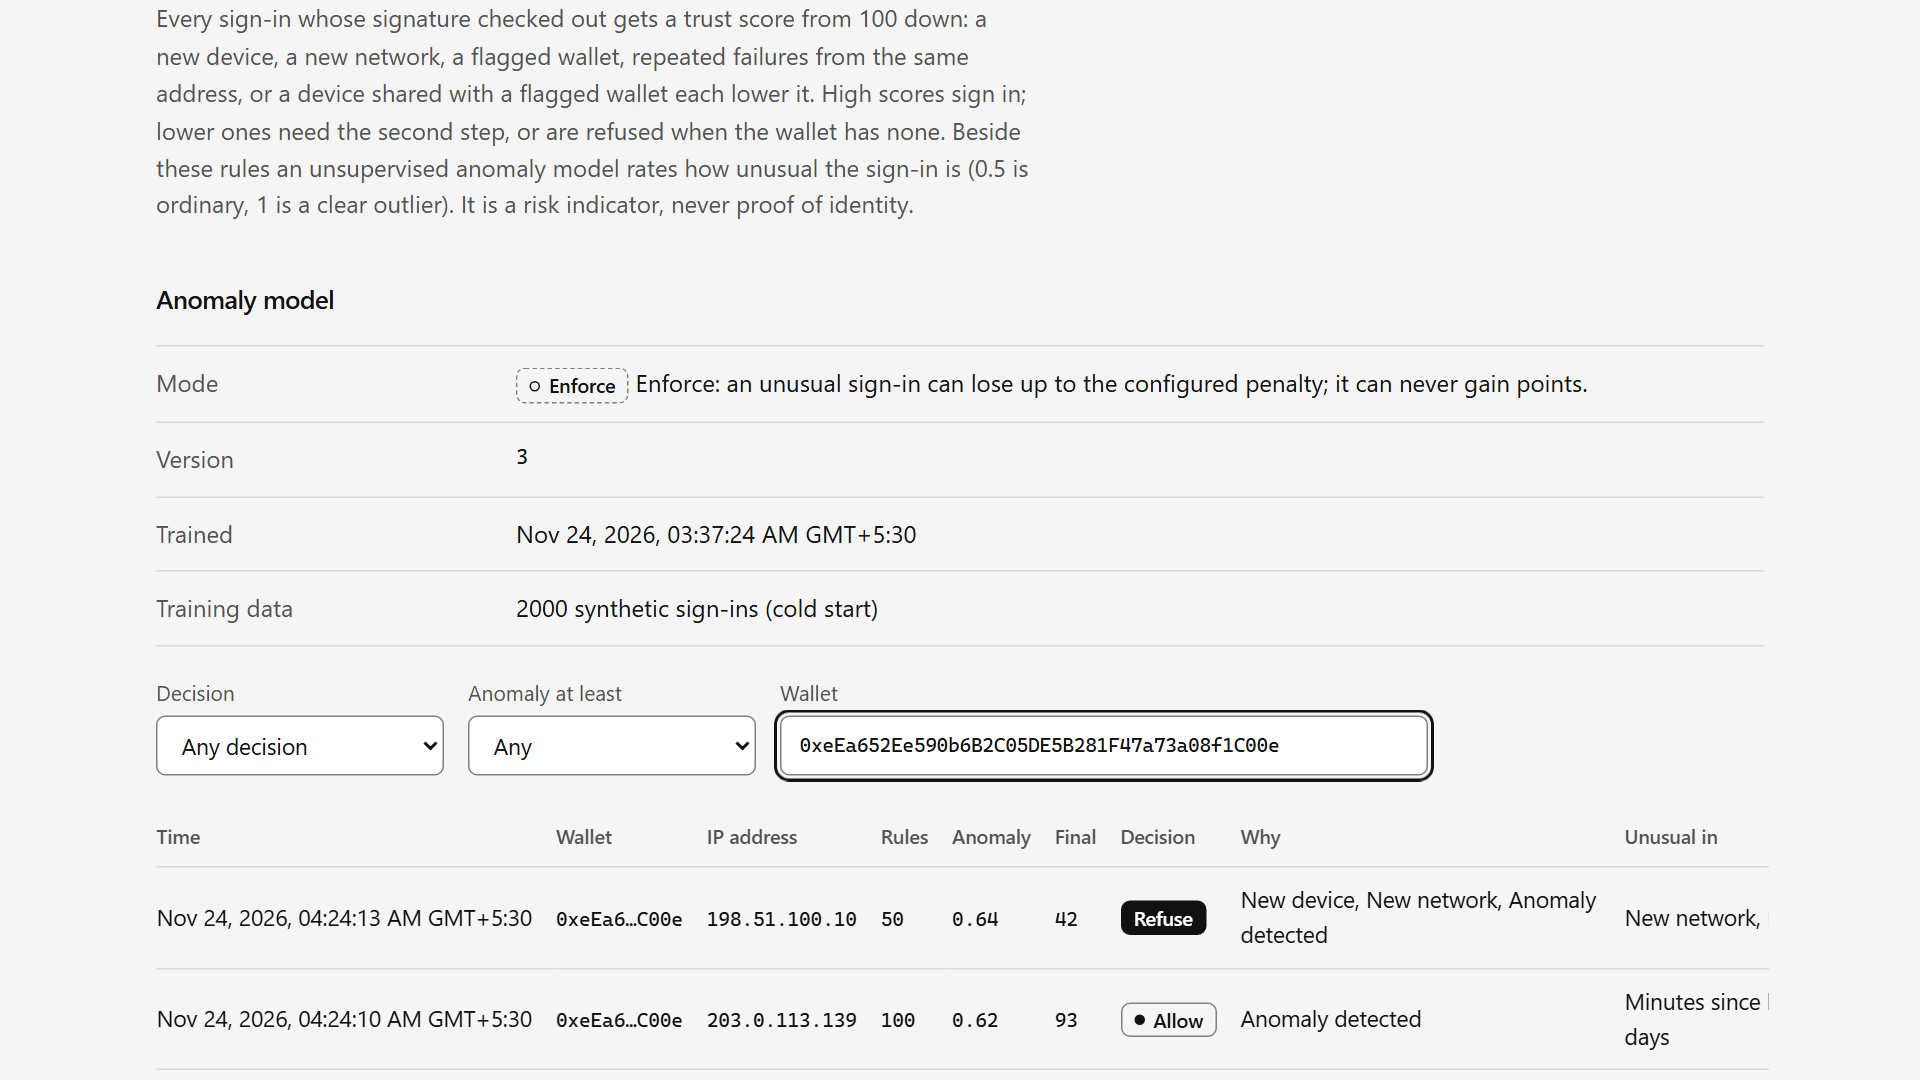 Every sign-in whose signature checked out gets a trust score from 100 down: a
new device, a new network, a flagged wallet, repeated failures from the same
address, or a device shared with a flagged wallet each lower it. High scores sign in;
lower ones need the second step, or are refused when the wallet has none. Beside
these rules an unsupervised anomaly model rates how unusual the sign-in is (0.5 is
ordinary, 1 is a clear outlier). It is a risk indicator, never proof of identity.
Anomaly model
Mode Enforce Enforce: an unusual sign-in can lose up to the configured penalty; it can never gain points.
Version 3
Trained Nov 24, 2026, 03:37:24 AM GMT+5:30
Training data 2000 synthetic sign-ins (cold start)
Decision Anomaly at least Wallet
Any decision Any 0xeEa652Ee590b6B2C05DE5B281F47a73a08f1C00e
Time Wallet IP address Rules Anomaly Final Decision Why Unusual in
Nov 24, 2026, 04:24:13 AM GMT+5:30 0xeEa6…C00e 198.51.100.10 50 0.64 42 Refuse New device, New network, Anomaly detected New network,
Nov 24, 2026, 04:24:10 AM GMT+5:30 0xeEa6…C00e 203.0.113.139 100 0.62 93 Allow Anomaly detected Minutes since
days